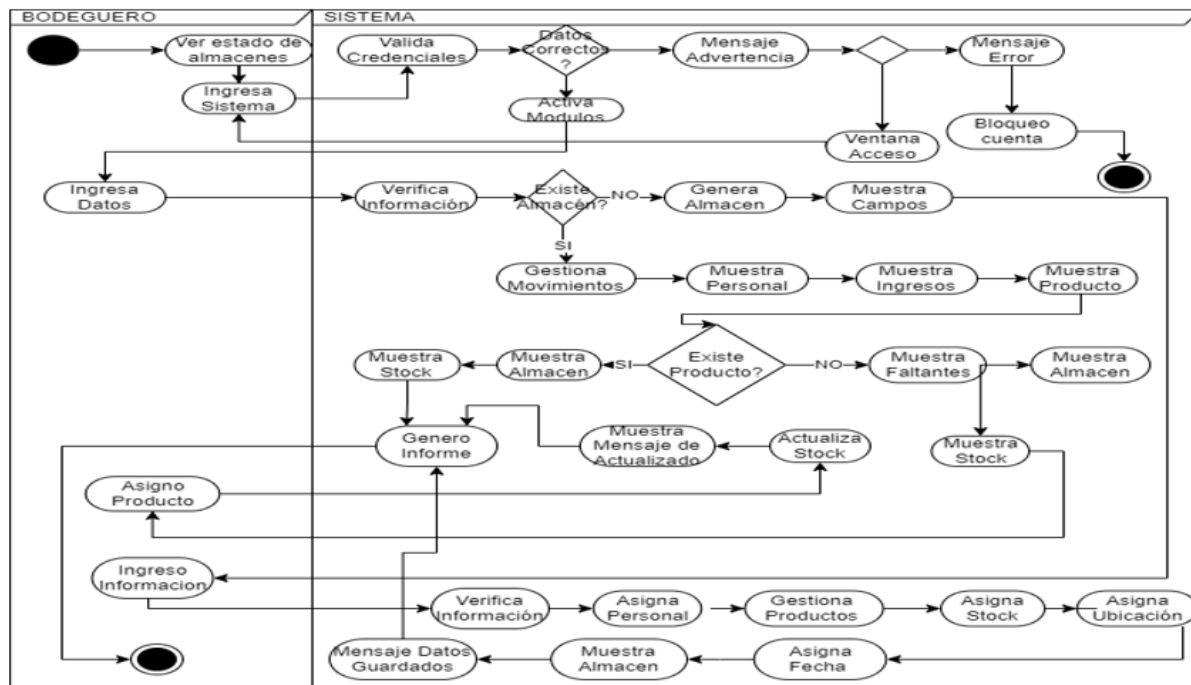 BODEGUERO
SISTEMA
Ver estado de
almacenes
Valida
Credenciales
Datos
Correctos
?
Mensaje
Advertencia
Mensaje
Error
Ingresa
Sistema
Activa
Modulos
Ventana
Acceso
Bloqueo
cuenta
Ingresa
Datos
Verifica
Información
Existe
Almacén?
NO
Genera
Almacen
Muestra
Campos
SI
Gestiona
Movimientos
Muestra
Personal
Muestra
Ingresos
Muestra
Producto
Muestra
Stock
Muestra
Almacen
SI
Existe
Producto?
NO
Muestra
Faltantes
Muestra
Almacen
Genero
Informe
Muestra
Mensaje de
Actualizado
Actualiza
Stock
Muestra
Stock
Asigno
Producto
Ingreso
Informacion
Verifica
Información
Asigna
Personal
Gestiona
Productos
Asigna
Stock
Asigna
Ubicación
Mensaje Datos
Guardados
Muestra
Almacen
Asigna
Fecha